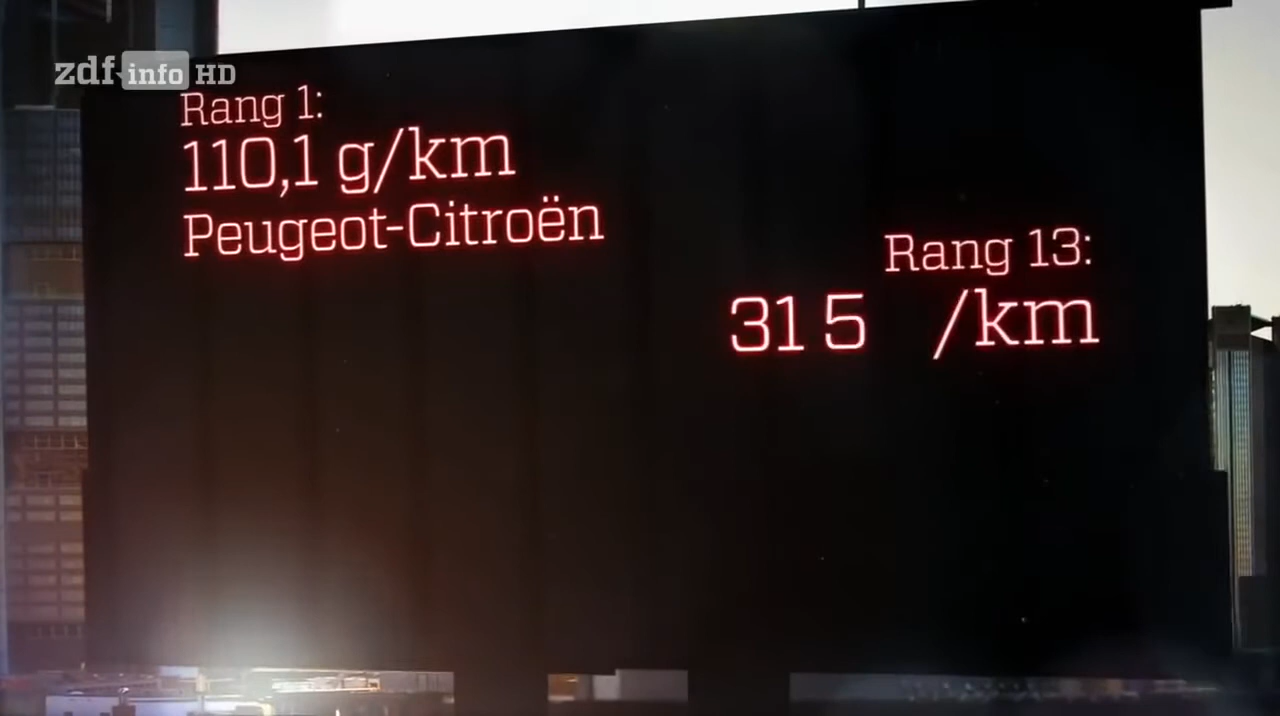 zdf info HD
Rang 1:
110,1 g/km
Peugeot-Citroën
Rang 13:
31 5 /km